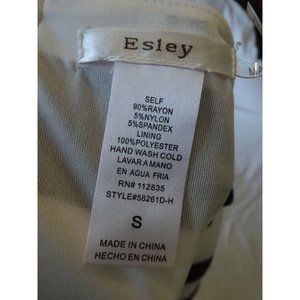 Esley
SELF
90%RAYON
5%NYLON
5%SPANDEX
LINING
100%POLYESTER
HAND WASH COLD
LAVAR A MANO
EN AGUA FRIA
RN# 112835
STYLE#58261D-H
S
MADE IN CHINA
HECHO EN CHINA